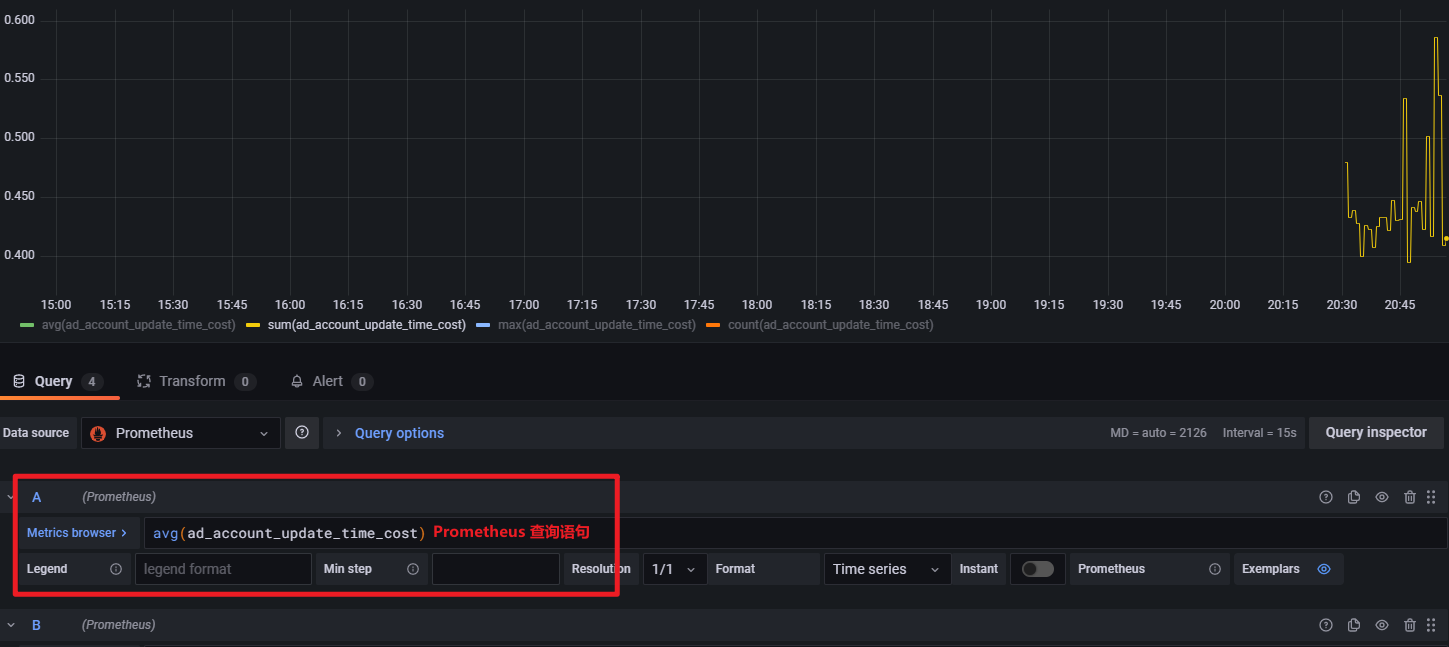 0.600
0.550
0.500
0.450
0.400
15:00 15:15 15:30 15:45 16:00 16:15 16:30 16:45 17:00 17:15 17:30 17:45 18:00 18:15 18:30 18:45 19:00 19:15 19:30 19:45 20:00 20:15 20:30 20:45
avg(ad_account_update_time_cost) sum(ad_account_update_time_cost) max(ad_account_update_time_cost) count(ad_account_update_time_cost)
Query 4 Transform 0 Alert 0
Data source Prometheus Query options MD = auto = 2126 Interval = 15s Query inspector
A (Prometheus)
Metrics browser avg(ad_account_update_time_cost) Prometheus 查询语句
Legend legend format Min step Resolution 1/1 Format Time series Instant Prometheus Exemplars
B (Prometheus)